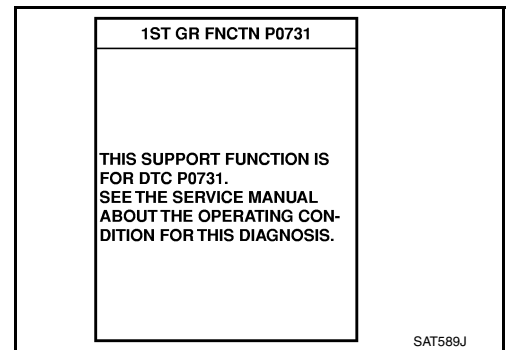 1ST GR FNCTN P0731
THIS SUPPORT FUNCTION IS
FOR DTC P0731.
SEE THE SERVICE MANUAL
ABOUT THE OPERATING CON-
DITION FOR THIS DIAGNOSIS.
SAT589J